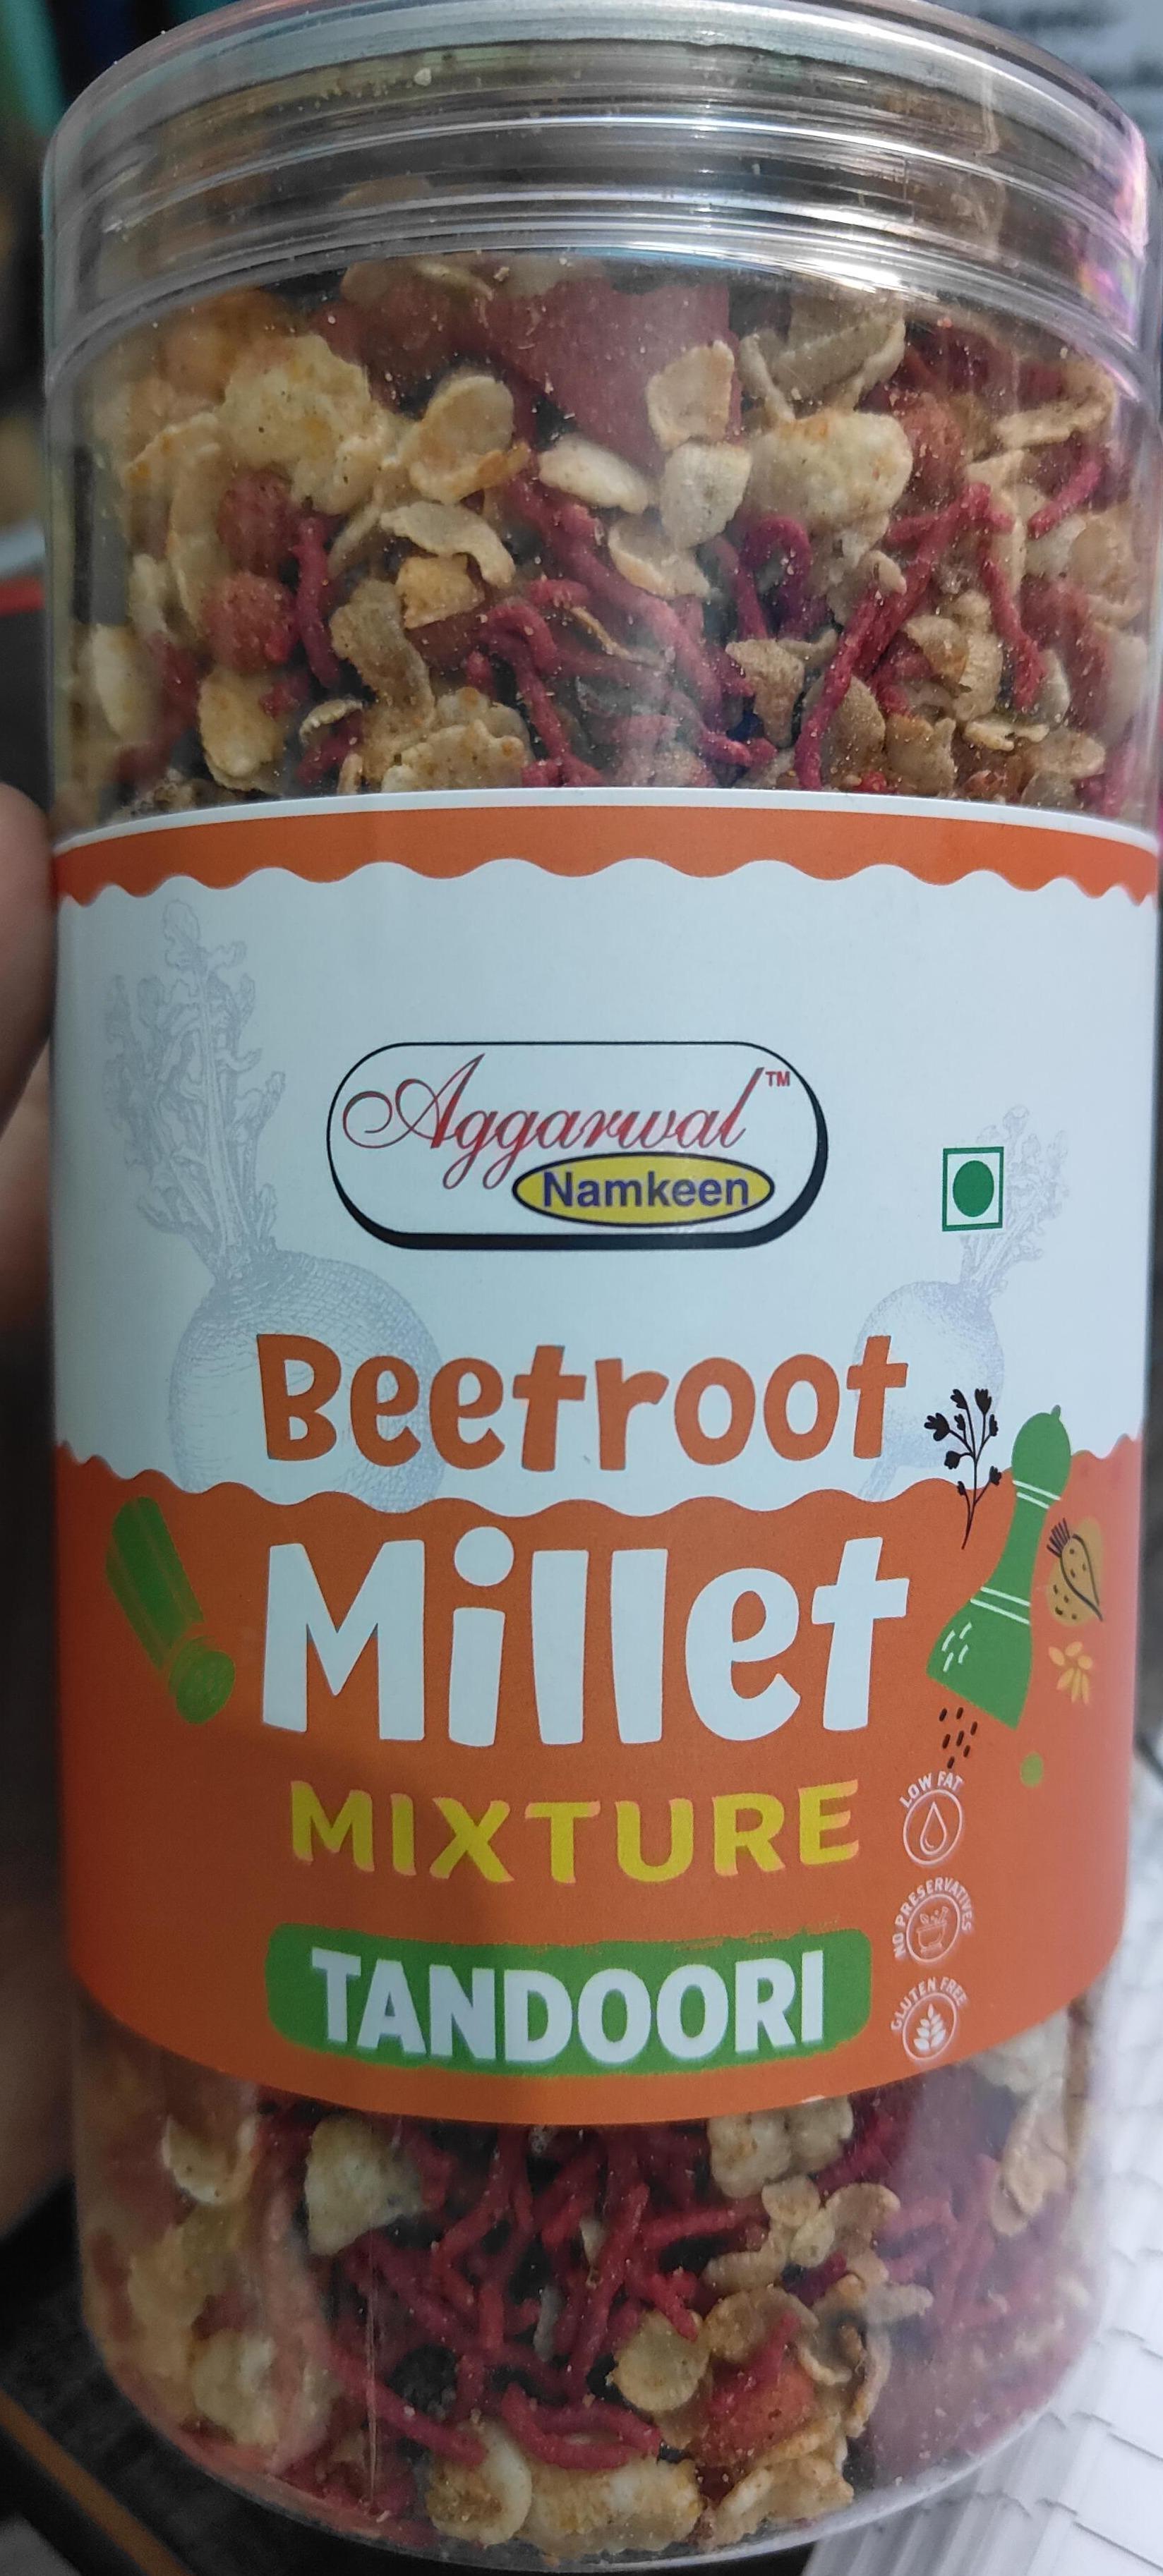 Aggarwal™
Namkeen
Beetroot
Millet
MIXTURE
LOW FAT
NO PRESERVATIVES
TANDOORI
GLUTEN FREE